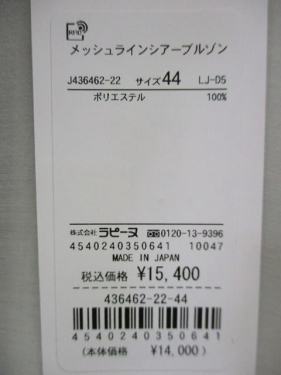 RFID
メッシュラインシアーブルゾン
J436462-22 サイズ 44 LJ-D5
ポリエステル 100%
株式会社 ラピーヌ 0120-13-9396
4540240350641 10047
MADE IN JAPAN
税込価格 ¥15,400
436462-22-44
4540240350641
(本体価格 ¥14,000)